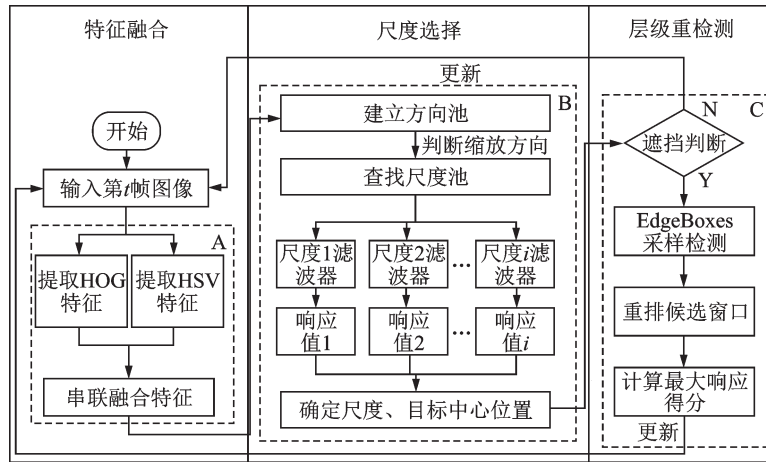 特征融合
尺度选择
层级重检测
更新
开始
输入第t帧图像
A
提取HOG
特征
提取HSV
特征
串联融合特征
B
建立方向池
判断缩放方向
查找尺度池
尺度1滤
波器
尺度2滤
波器
...
尺度i滤
波器
响应
值1
响应
值2
...
响应
值i
确定尺度、目标中心位置
N
C
遮挡判断
Y
EdgeBoxes
采样检测
重排候选窗口
计算最大响应
得分
更新